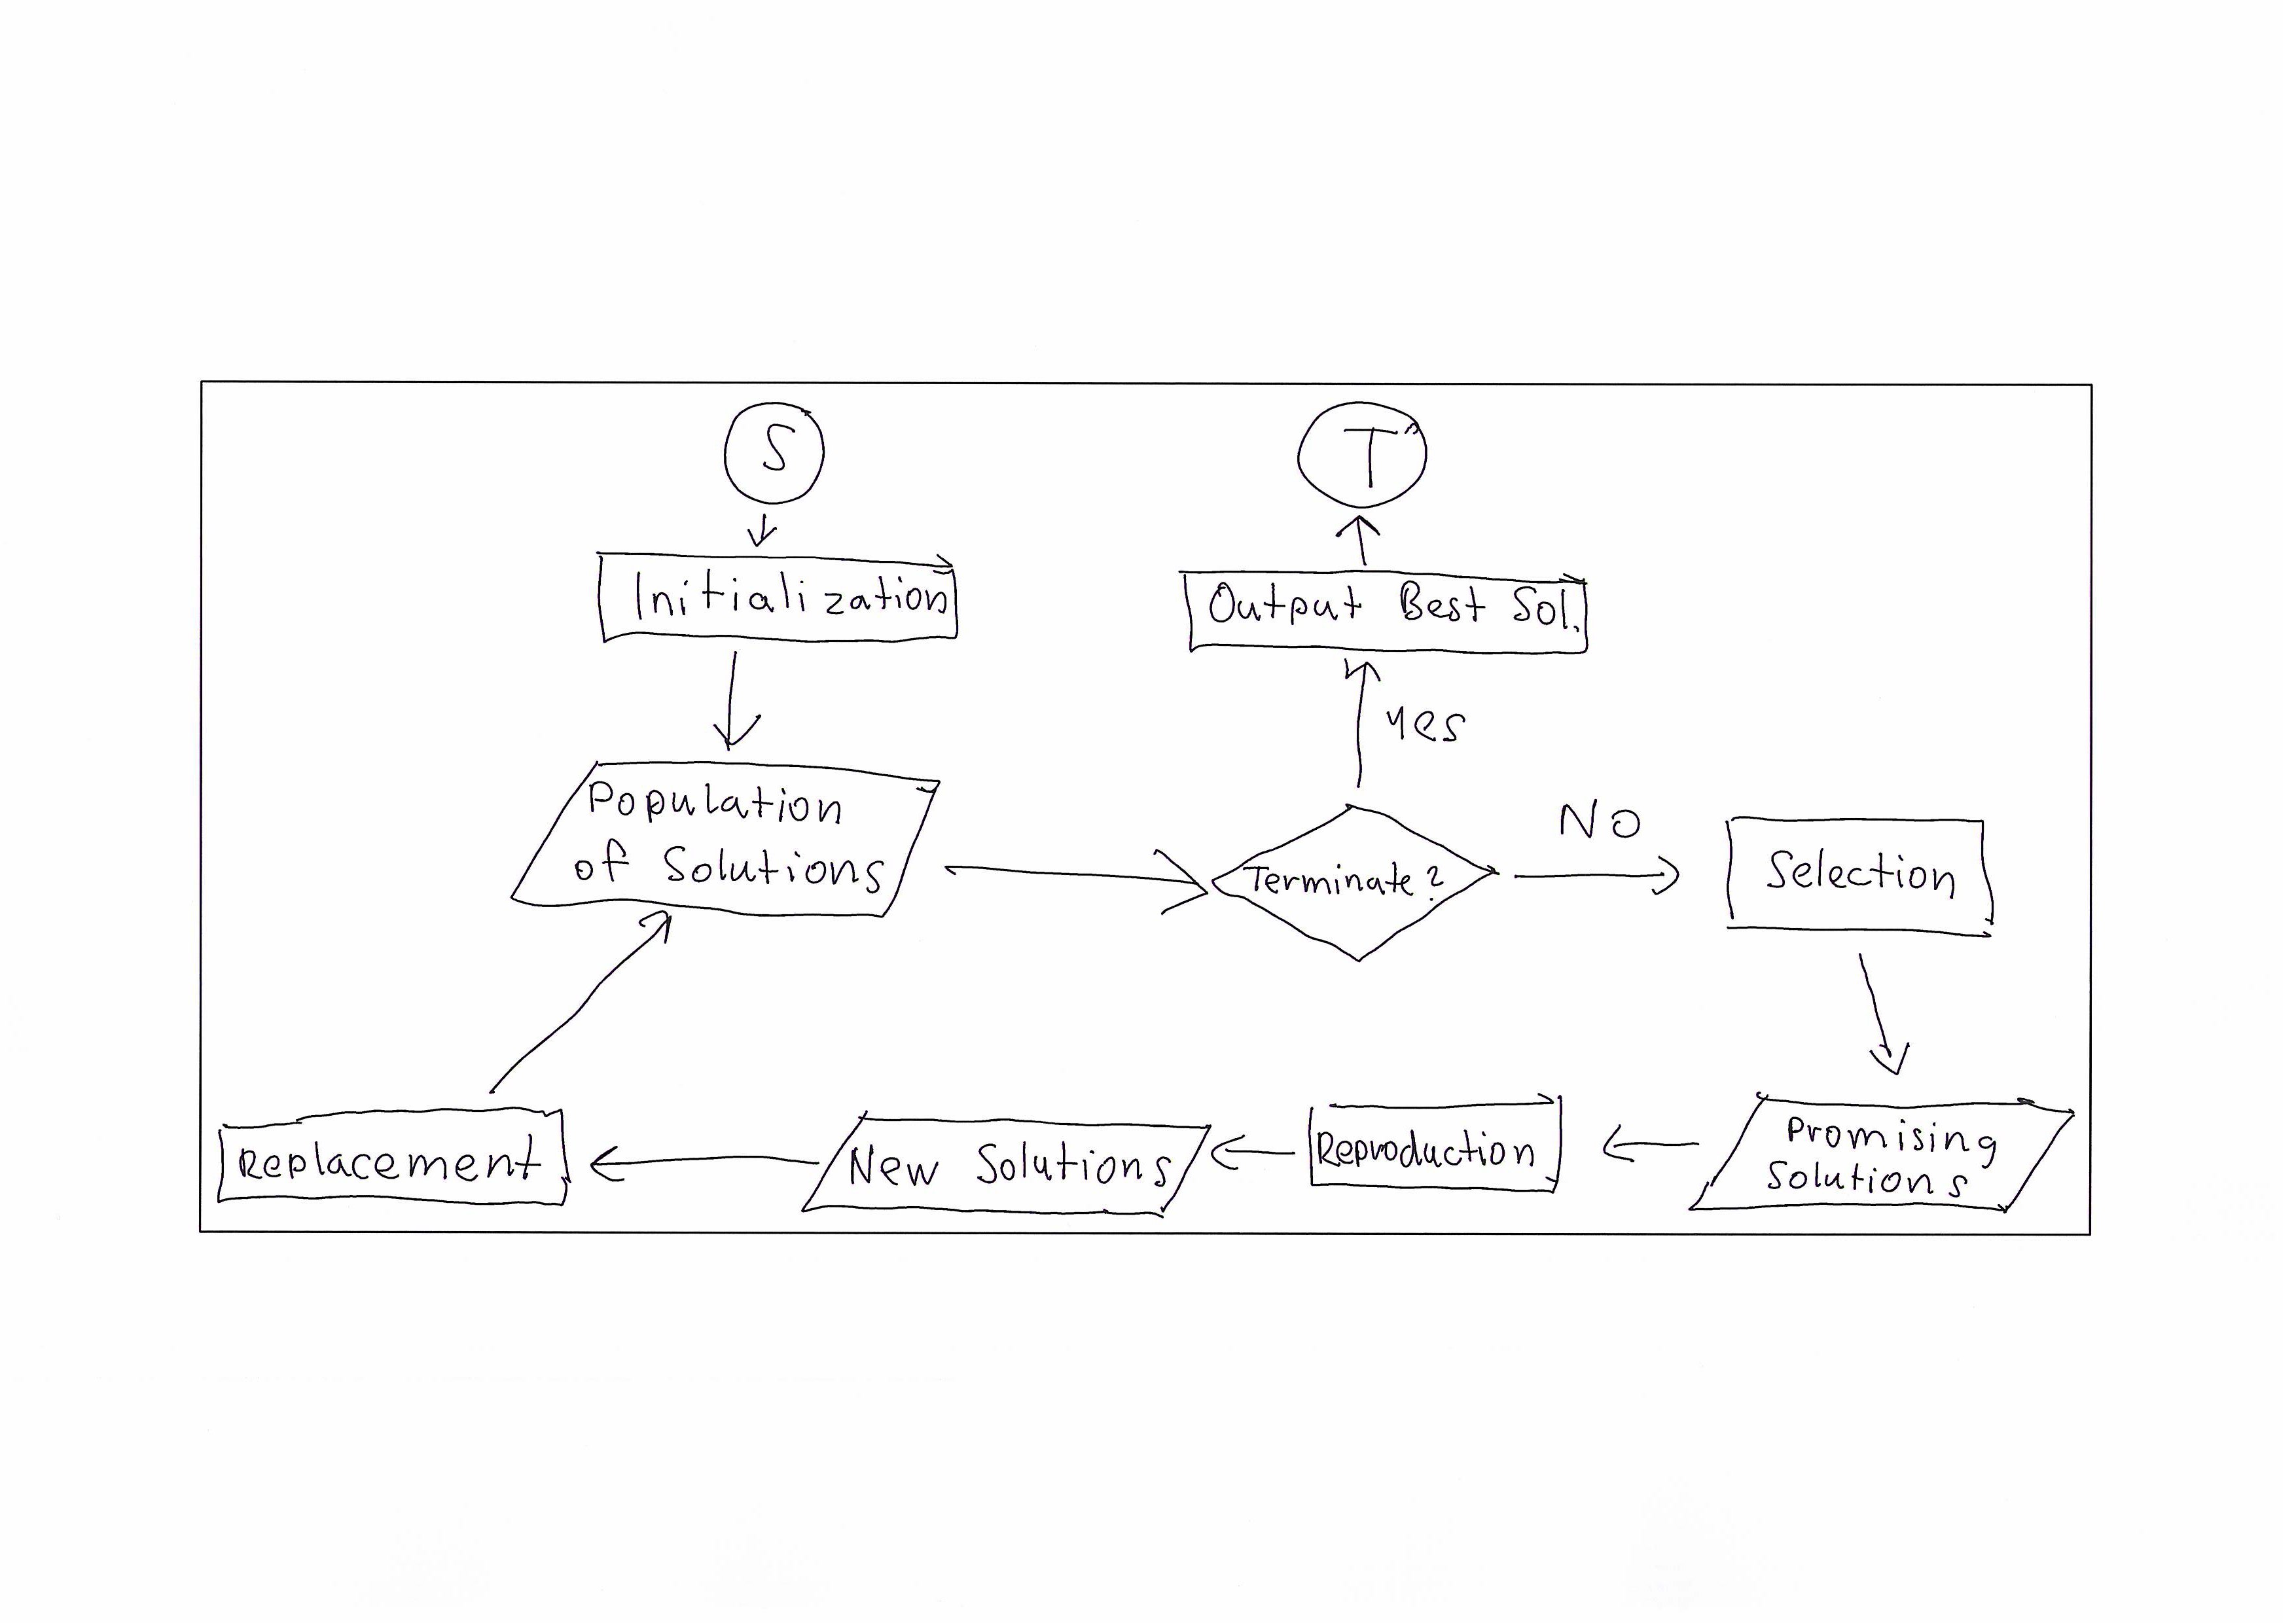 S
T
Initialization
Output Best Sol.
yes
Population
of Solutions
Terminate?
NO
Selection
Promising
Solutions
Reproduction
New Solutions
Replacement